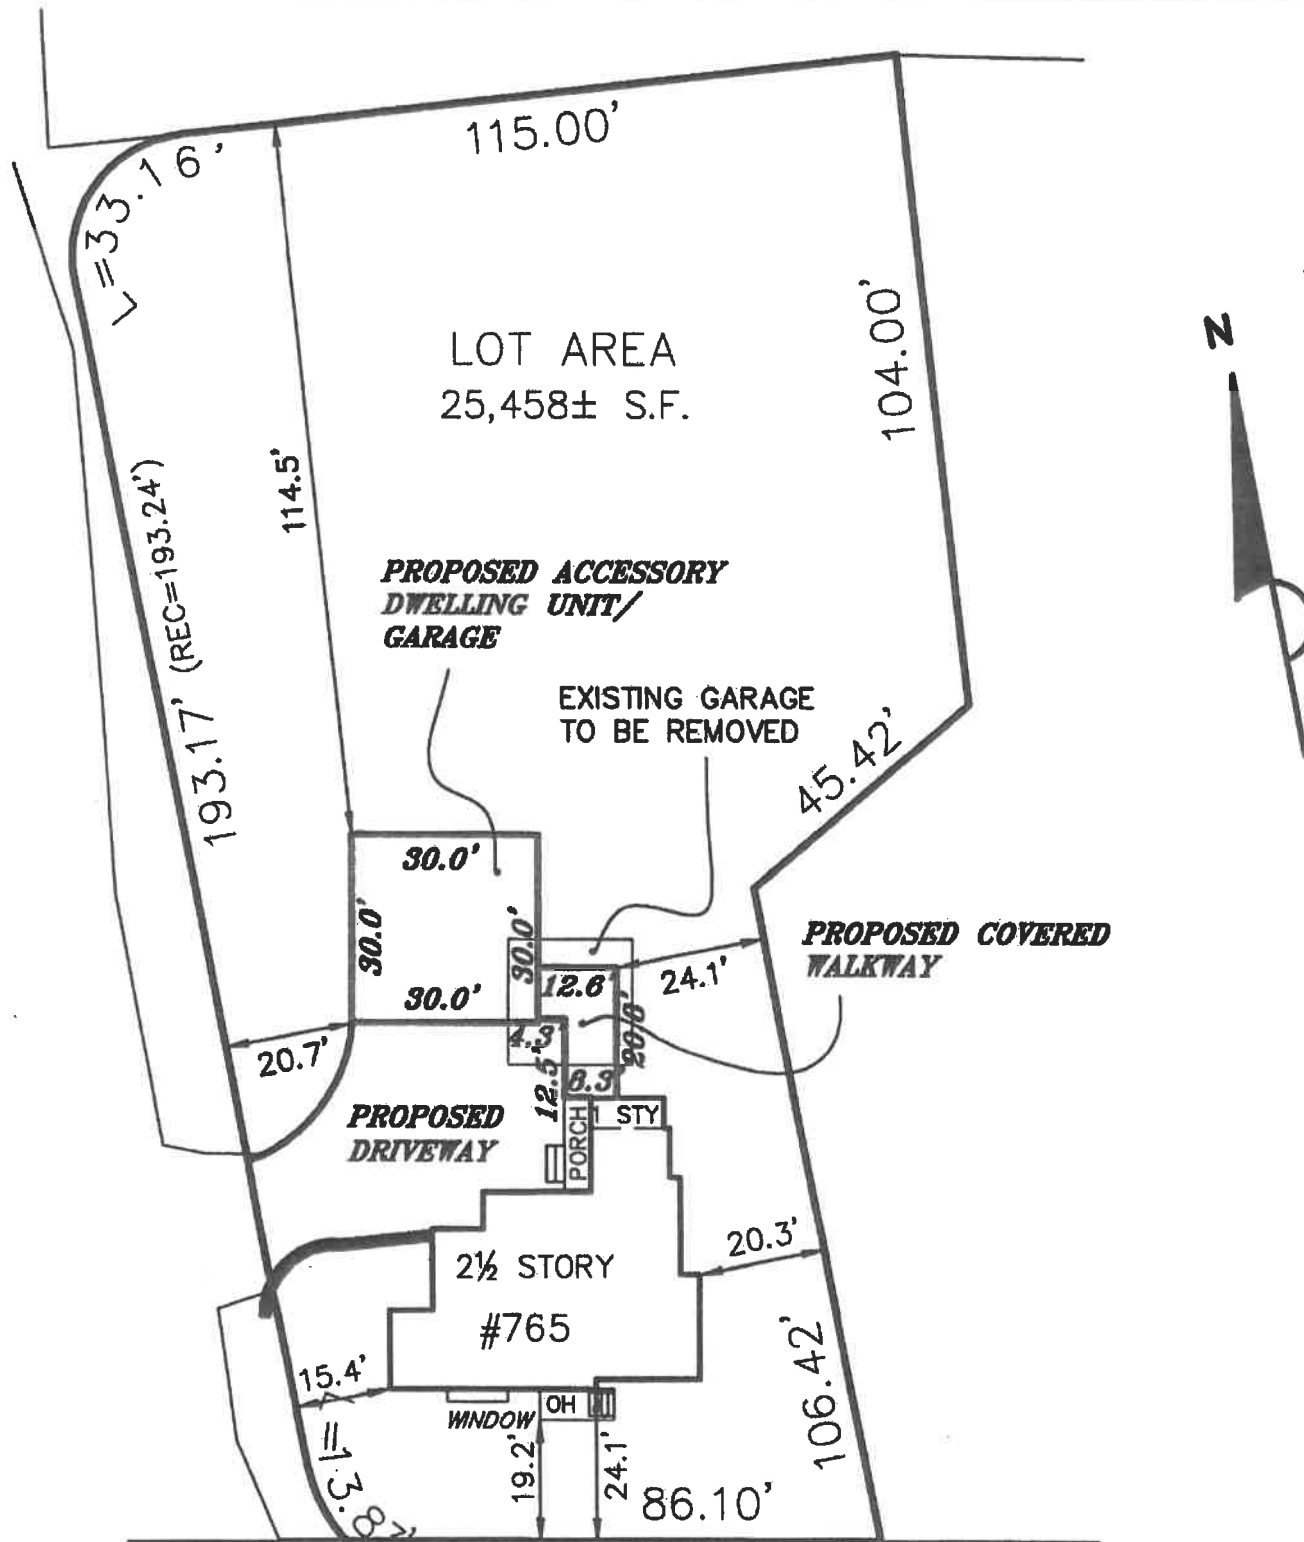 115.00'
L=33.16'
N
LOT AREA
25,458± S.F.
104.00'
114.5'
193.17' (REC=193.24')
PROPOSED ACCESSORY
DWELLING UNIT/
GARAGE
EXISTING GARAGE
TO BE REMOVED
45.42'
30.0'
30.0'
30.0'
30.0'
PROPOSED COVERED
WALKWAY
12.6'
24.1'
20.7'
4.3'
12.5'
6.3'
PROPOSED
DRIVEWAY
PORCH
1 STY
20.3'
2½ STORY
#765
15.4'
WINDOW
OH
19.2'
24.1'
86.10'
106.42'